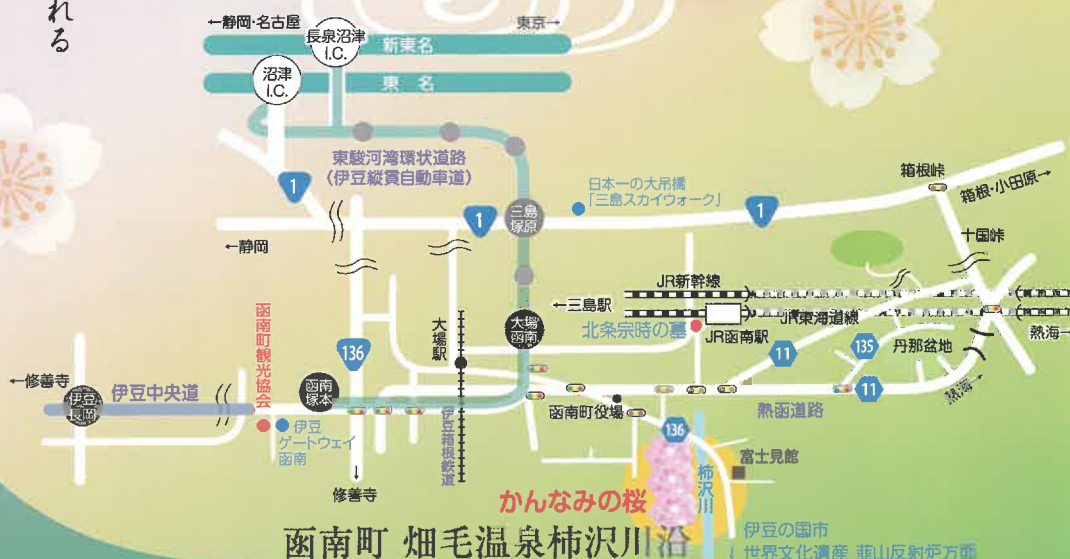 れる
←静岡・名古屋
東京→
長泉沼津
I.C.
新東名
沼津
I.C.
東 名
東駿河湾環状道路
(伊豆縦貫自動車道)
1
1
三島
塚原
日本一の大吊橋
「三島スカイウォーク」
1
箱根峠
箱根・小田原→
←静岡
十国峠
JR新幹線
←三島駅
JR東海道線
北条宗時の墓
JR函南駅
熱海→
函南町観光協会
136
大場駅
大場
函南
11
135
丹那盆地
←修善寺
伊豆
長岡
伊豆中央道
函南
塚本
11
熱海→
函南町役場
熱函道路
伊豆箱根鉄道
伊豆
ゲートウェイ
函南
136
富士見館
柿沢川
↓
修善寺
かんなみの桜
函南町 畑毛温泉柿沢川沿
伊豆の国市
↓ 世界文化遺産 韮山反射炉方面